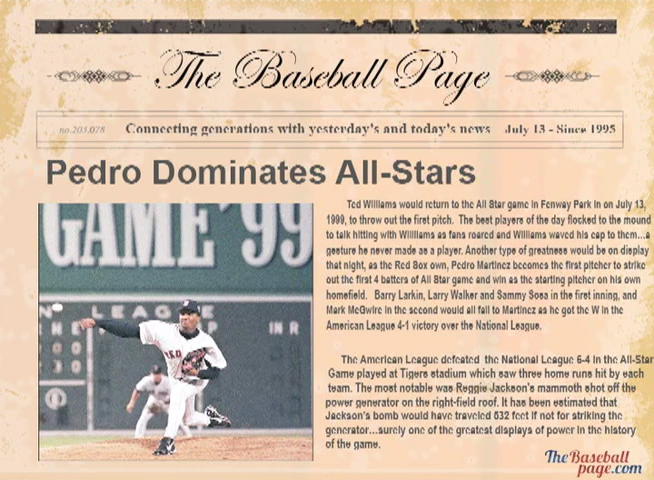 The Baseball Page
no.203,078 Connecting generations with yesterday's and today's news July 13 - Since 1995
Pedro Dominates All-Stars
GAME '99
N LEAGUE
IN R
Ted Williams would return to the All Star game in Fenway Park in on July 13,
1999, to throw out the first pitch. The best players of the day flocked to the mound
to talk hitting with Williams as fans roared and Williams waved his cap to them...a
gesture he never made as a player. Another type of greatness would be on display
that night, as the Red Sox own, Pedro Martinez becomes the first pitcher to strike
out the first 4 batters of All Star game and win as the starting pitcher on his own
homefield. Barry Larkin, Larry Walker and Sammy Sosa in the first inning, and
Mark McGwire in the second would all fall to Martinez as he got the W in the
American League 4-1 victory over the National League.
The American League defeated the National League 6-4 in the All-Star
Game played at Tigers stadium which saw three home runs hit by each
team. The most notable was Reggie Jackson's mammoth shot off the
power generator on the right-field roof. It has been estimated that
Jackson's bomb would have traveled 532 feet if not for striking the
generator...surely one of the greatest displays of power in the history
of the game.
TheBaseball
page.com